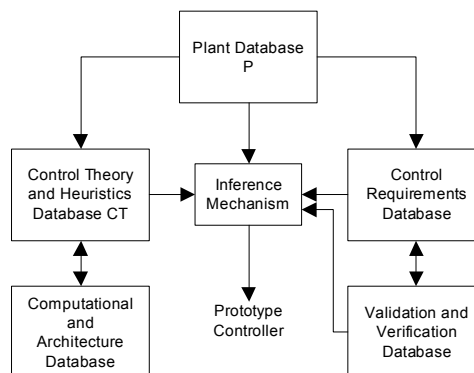 Plant Database
P
Control Theory
and Heuristics
Database CT
Inference
Mechanism
Control
Requirements
Database
Computational
and
Architecture
Database
Prototype
Controller
Validation and
Verification
Database